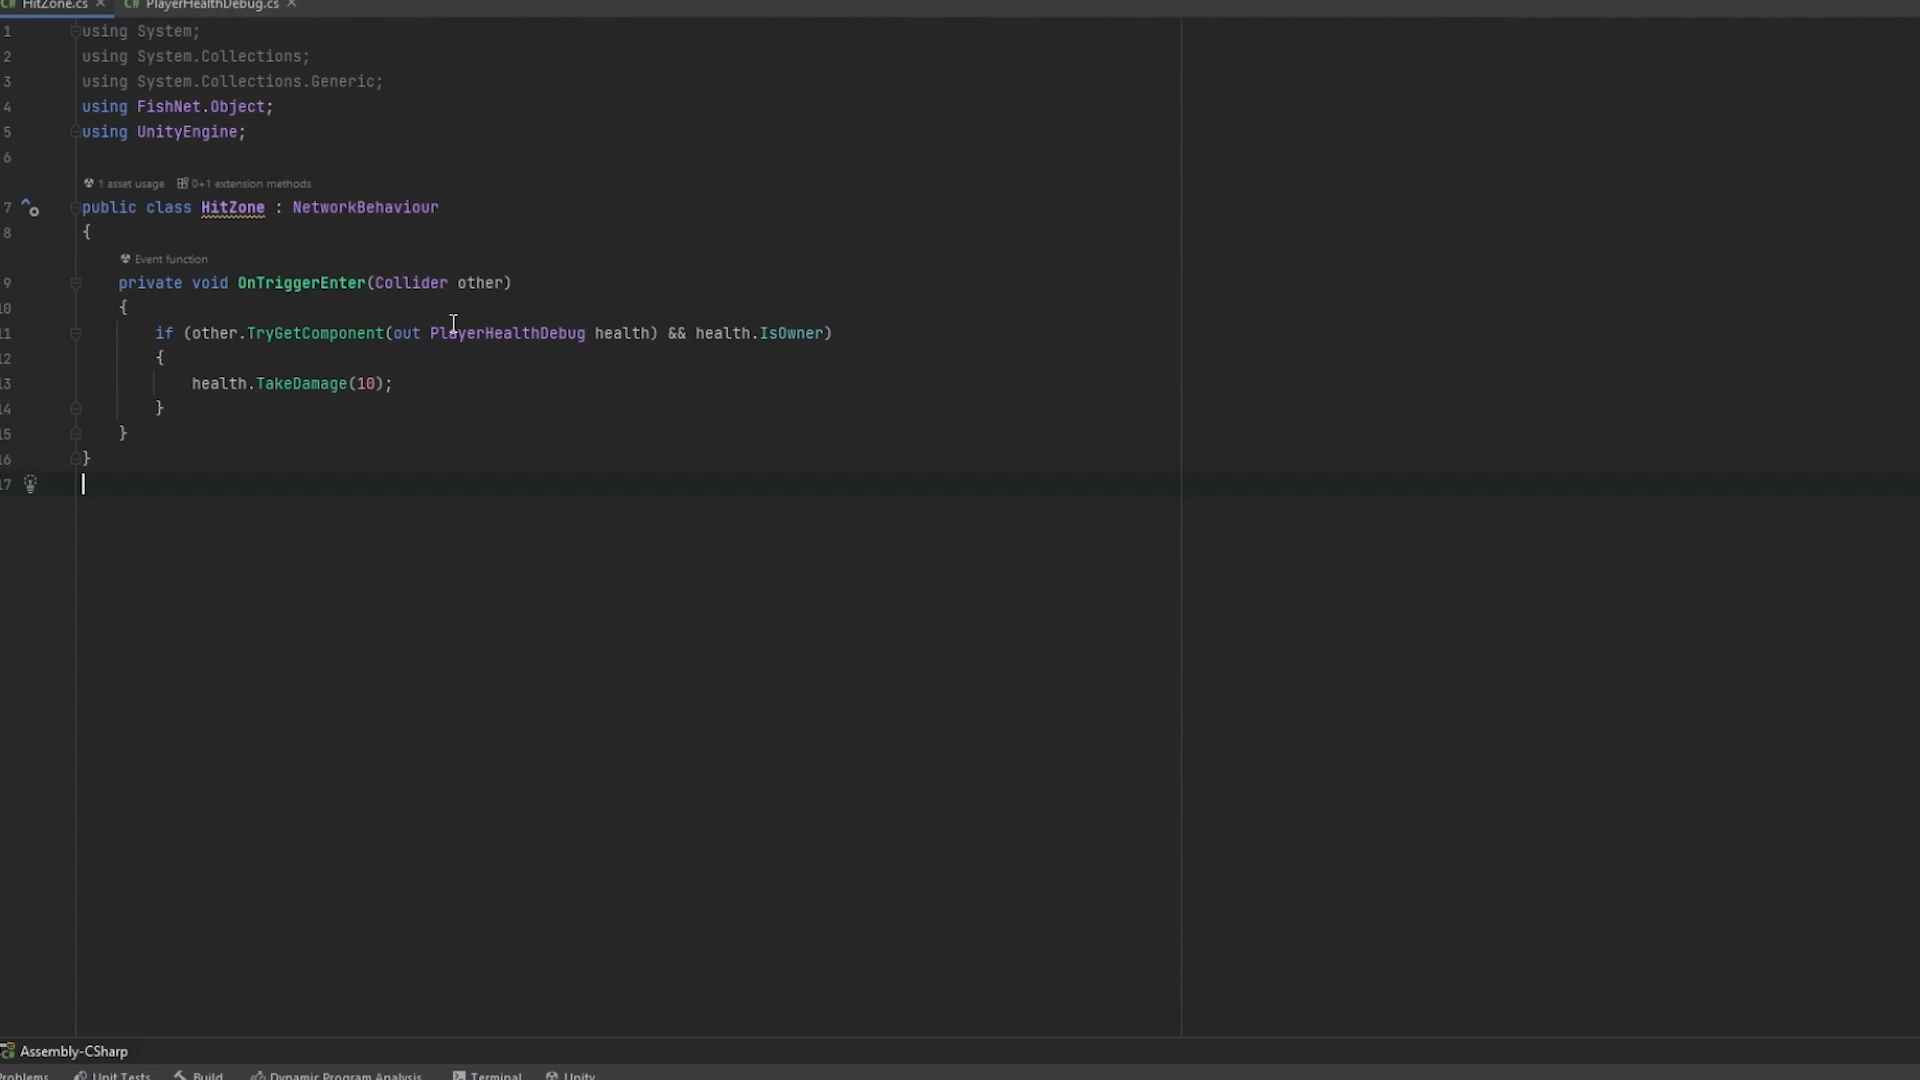 HitZone.cs PlayerHealthDebug.cs
1 using System;
2 using System.Collections;
3 using System.Collections.Generic;
4 using FishNet.Object;
5 using UnityEngine;
6
1 asset usage 0+1 extension methods
7 public class HitZone : NetworkBehaviour
8 {
Event function
9 private void OnTriggerEnter(Collider other)
10 {
11 if (other.TryGetComponent(out PlayerHealthDebug health) && health.IsOwner)
12 {
13 health.TakeDamage(10);
14 }
15 }
16 }
17
C# Assembly-CSharp
Problems Unit Tests Build Dynamic Program Analysis Terminal Unity